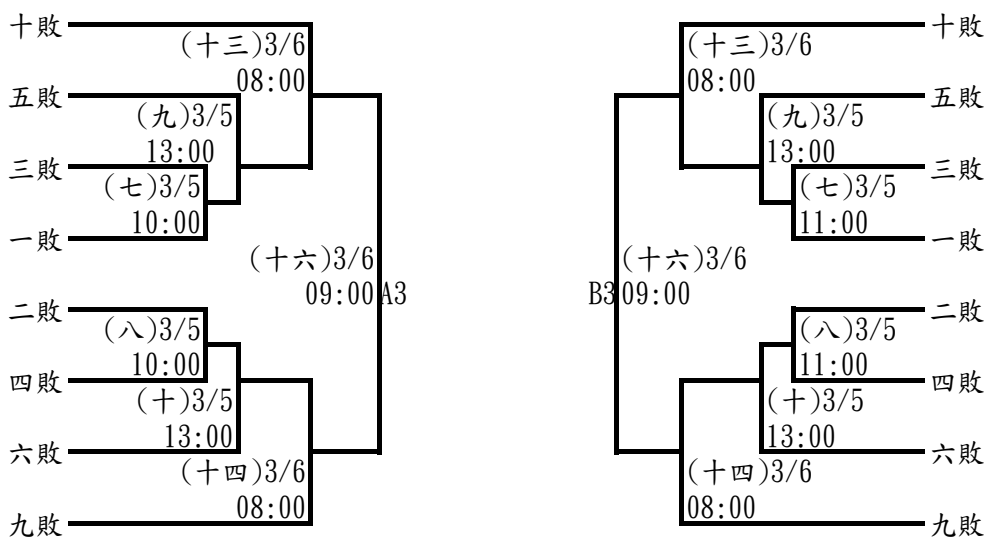 十敗
(十三)3/6
08:00
五敗
(九)3/5
13:00
三敗
(七)3/5
10:00
一敗
(十六)3/6
09:00 A3
二敗
(八)3/5
10:00
四敗
(十)3/5
13:00
六敗
(十四)3/6
08:00
九敗
十敗
(十三)3/6
08:00
五敗
(九)3/5
13:00
三敗
(七)3/5
11:00
一敗
(十六)3/6
B3 09:00
二敗
(八)3/5
11:00
四敗
(十)3/5
13:00
六敗
(十四)3/6
08:00
九敗